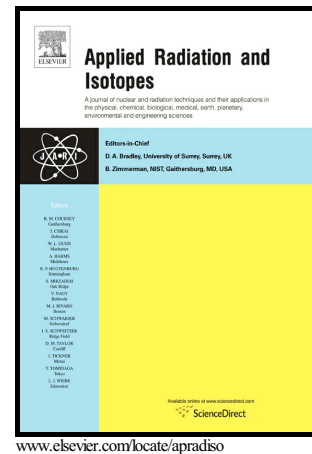 ELSEVIER
Applied Radiation and
Isotopes
A journal of nuclear and radiation techniques and their applications in
the physical, chemical, biological, medical, earth, planetary,
environmental and engineering sciences
JARI
Editors-in-Chief
D. A. Bradley, University of Surrey, Surrey, UK
B. Zimmerman, NIST, Gaithersburg, MD, USA
Editors
B. M. COURSEY
Gaithersburg
J. CSIKAI
Debrecen
W. L. DUNN
Manhattan
A. HARMS
Middlesex
R. P. HUGTENBURG
Birmingham
S. MIRZADEH
Oak Ridge
V. NAGY
Bethesda
M. J. RIVARD
Boston
M. SCHWAIGER
J. S. SCHWEITZER
Ridge Field
D. M. TAYLOR
Cardiff
J. TICKNER
Menai
T. TOMINAGA
Tokyo
L. I. WIEBE
Edmonton
Available online at www.sciencedirect.com
ScienceDirect
www.elsevier.com/locate/apradiso